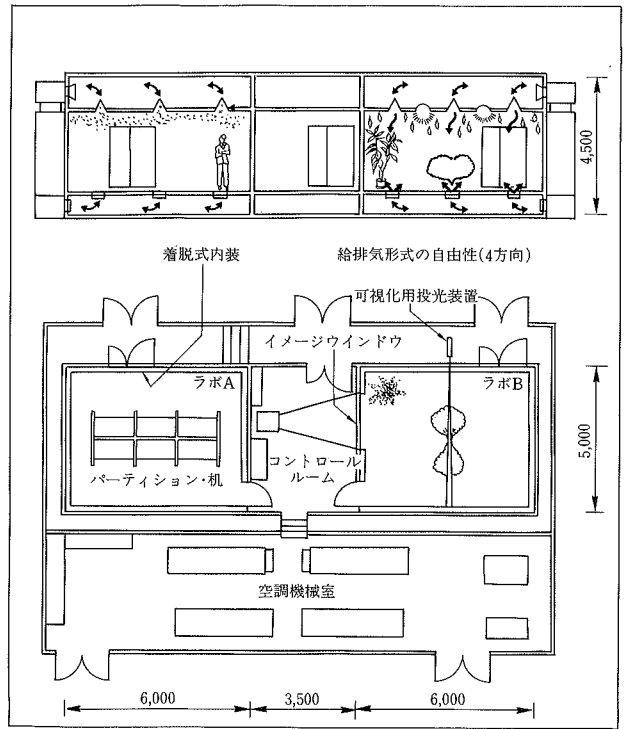 4,500
着脱式内装
給排気形式の自由性(4方向)
可視化用投光装置
イメージウインドウ
ラボA
ラボB
パーティション・机
コントロール
ルーム
5,000
空調機械室
6,000
3,500
6,000